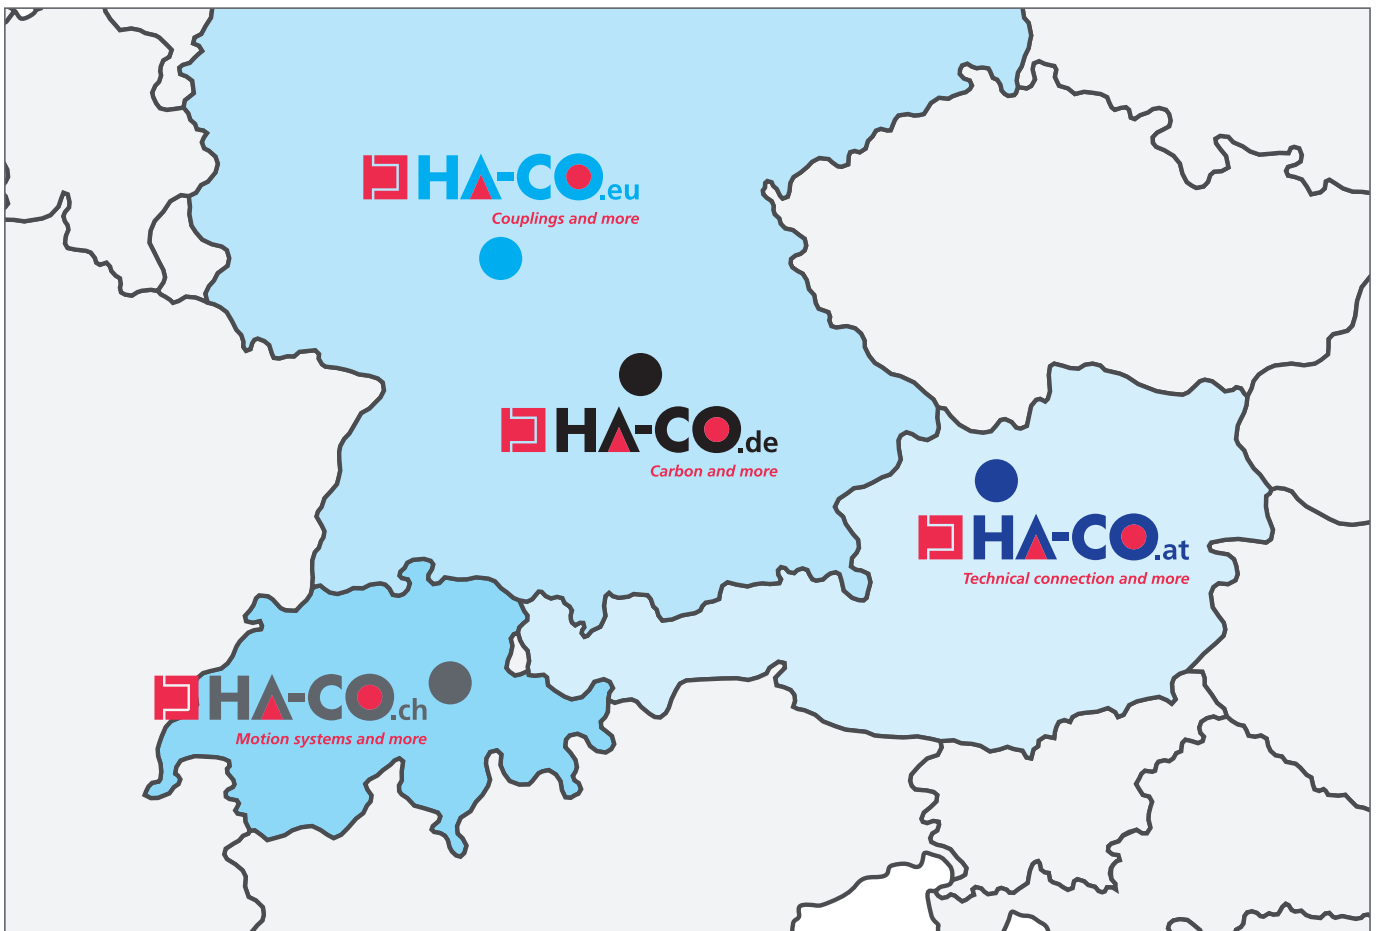 HA-CO.eu
Couplings and more
HA-CO.de
Carbon and more
HA-CO.at
Technical connection and more
HA-CO.ch
Motion systems and more